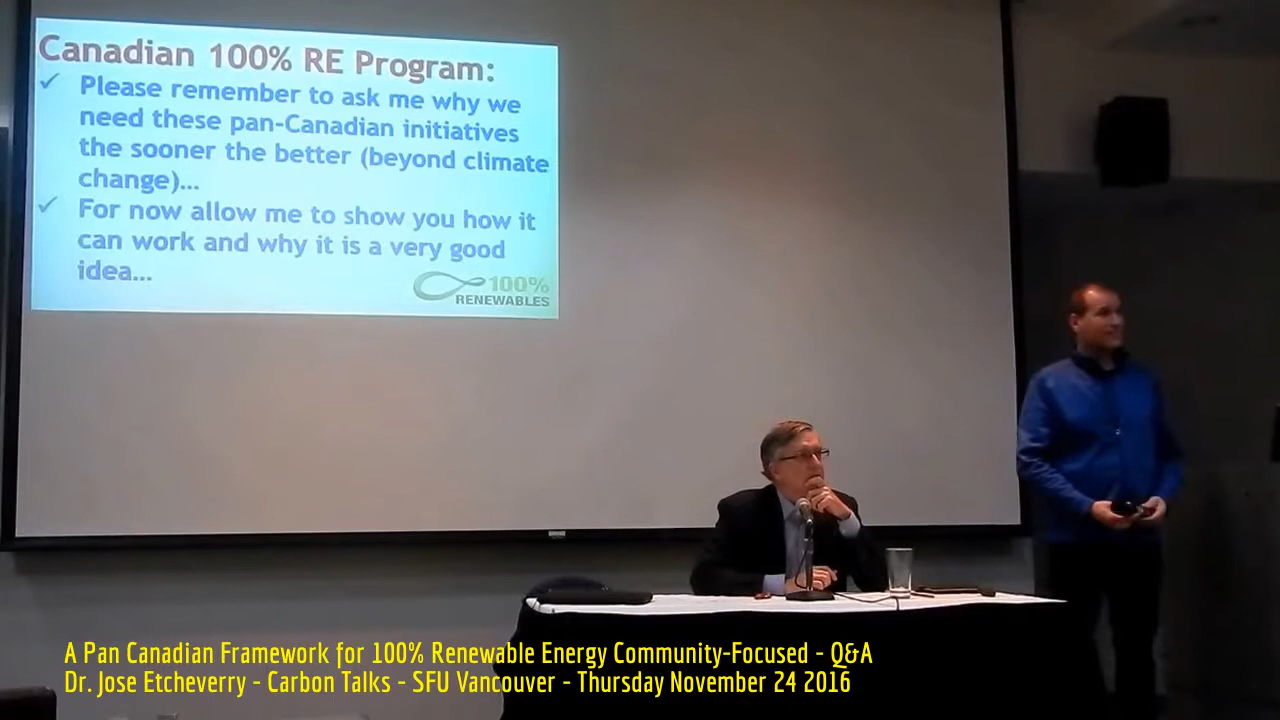 Canadian 100% RE Program:
✓ Please remember to ask me why we
need these pan-Canadian initiatives
the sooner the better (beyond climate
change)...
✓ For now allow me to show you how it
can work and why it is a very good
idea...
100%
RENEWABLES
A Pan Canadian Framework for 100% Renewable Energy Community-Focused - Q&A
Dr. Jose Etcheverry - Carbon Talks - SFU Vancouver - Thursday November 24 2016